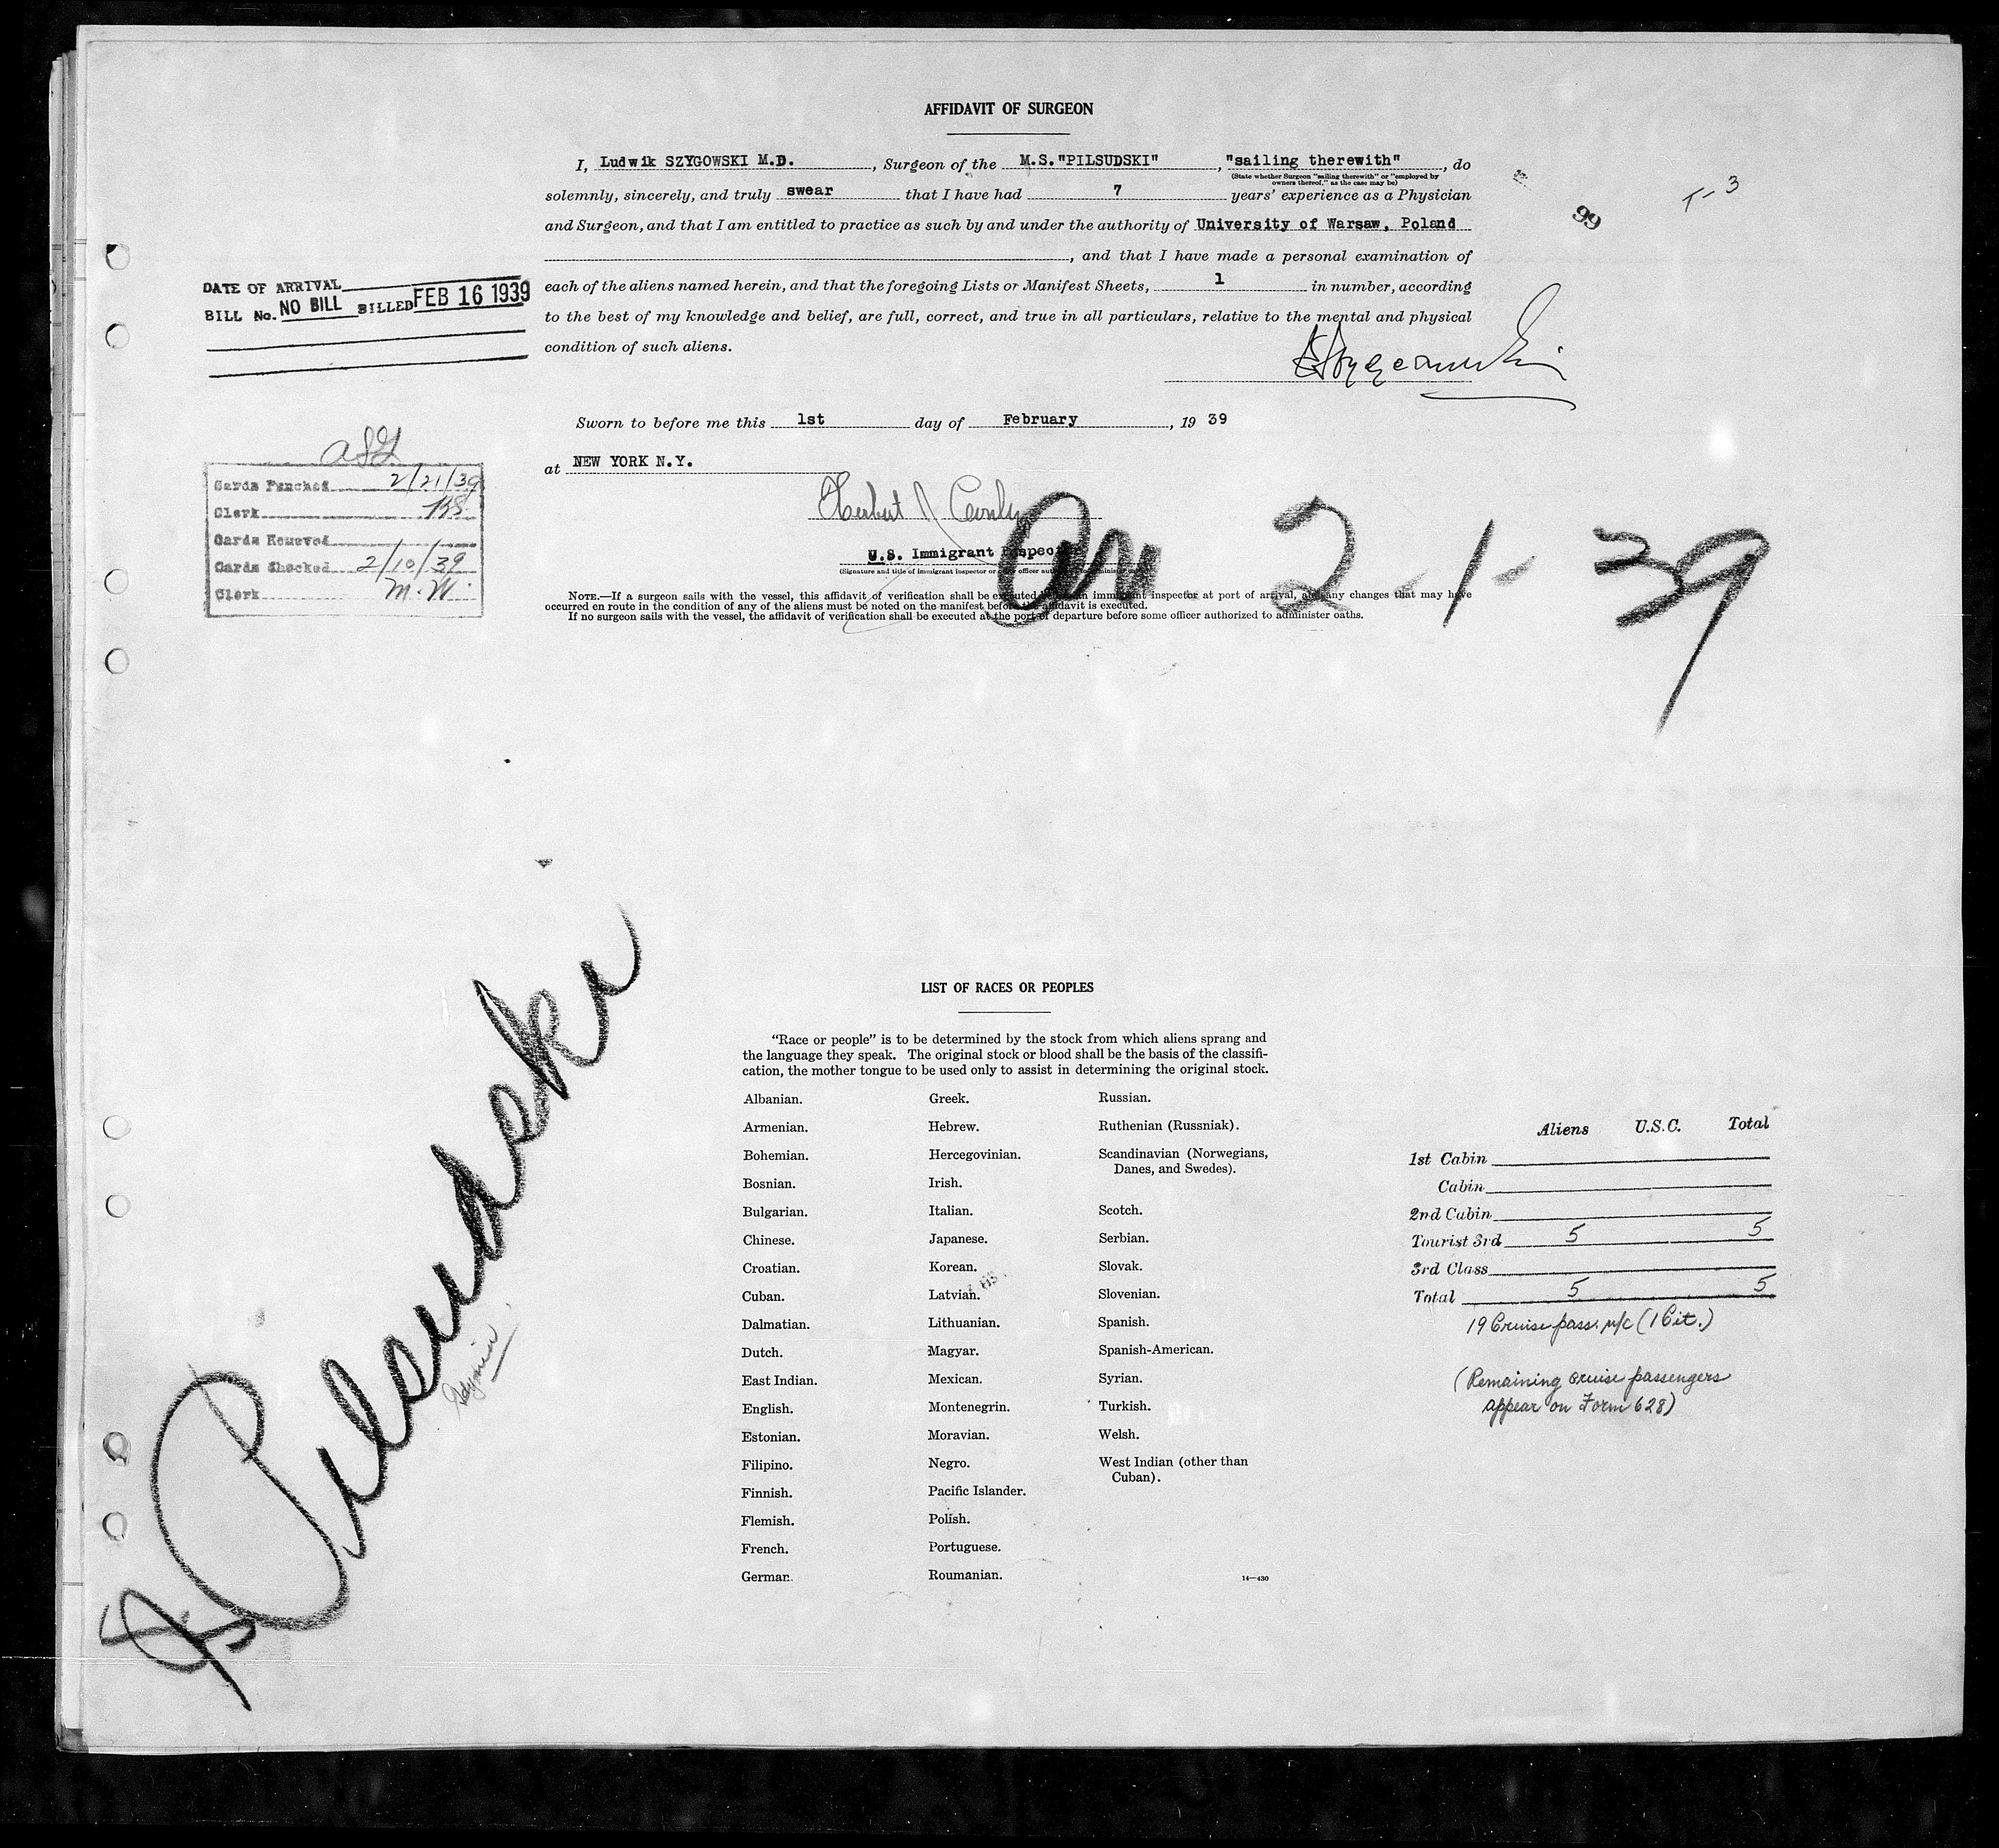 AFFIDAVIT OF SURGEON
I, Ludwik SZYGOWSKI M.D. , Surgeon of the M.S."PILSUDSKI" , "sailing therewith" , do
(State whether Surgeon "sailing therewith" or "employed by
owners thereof," as the case may be)
solemnly, sincerely, and truly swear that I have had 7 years' experience as a Physician
and Surgeon, and that I am entitled to practice as such by and under the authority of University of Warsaw, Poland
, and that I have made a personal examination of
each of the aliens named herein, and that the foregoing Lists or Manifest Sheets, 1 in number, according
to the best of my knowledge and belief, are full, correct, and true in all particulars, relative to the mental and physical
condition of such aliens.
99
T-3
DATE OF ARRIVAL
BILL No. NO BILL BILLED FEB 16 1939
Sworn to before me this 1st day of February , 19 39
at NEW YORK N.Y.
Herbert J
U.S. Immigrant Inspector
(Signature and title of immigrant inspector or other officer authorized to administer oaths)
Arr 2-1-39
Cards Punched 2/21/39
Clerk
Cards Removed
Cards Checked 2/10/39
Clerk M.W.
NOTE.—If a surgeon sails with the vessel, this affidavit of verification shall be executed before an immigrant inspector at port of arrival, and any changes that may have
occurred en route in the condition of any of the aliens must be noted on the manifest before the affidavit is executed.
If no surgeon sails with the vessel, the affidavit of verification shall be executed at the port of departure before some officer authorized to administer oaths.
Pilsudski
Gdynia
LIST OF RACES OR PEOPLES
"Race or people" is to be determined by the stock from which aliens sprang and
the language they speak. The original stock or blood shall be the basis of the classifi-
cation, the mother tongue to be used only to assist in determining the original stock.
Albanian.
Armenian.
Bohemian.
Bosnian.
Bulgarian.
Chinese.
Croatian.
Cuban.
Dalmatian.
Dutch.
East Indian.
English.
Estonian.
Filipino.
Finnish.
Flemish.
French.
German.
Greek.
Hebrew.
Hercegovinian.
Irish.
Italian.
Japanese.
Korean.
Latvian.
Lithuanian.
Magyar.
Mexican.
Montenegrin.
Moravian.
Negro.
Pacific Islander.
Polish.
Portuguese.
Roumanian.
Russian.
Ruthenian (Russniak).
Scandinavian (Norwegians,
Danes, and Swedes).
Scotch.
Serbian.
Slovak.
Slovenian.
Spanish.
Spanish-American.
Syrian.
Turkish.
Welsh.
West Indian (other than
Cuban).
14—430
Aliens U.S.C. Total
1st Cabin
Cabin
2nd Cabin
Tourist 3rd 5 5
3rd Class
Total 5 5
19 Cruise pass. n/c (1 Cit.)
(Remaining cruise passengers
appear on Form 628)